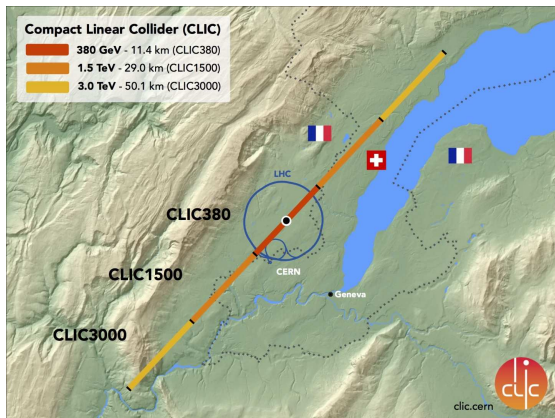 Compact Linear Collider (CLIC)
380 GeV - 11.4 km (CLIC380)
1.5 TeV - 29.0 km (CLIC1500)
3.0 TeV - 50.1 km (CLIC3000)
LHC
CLIC380
CERN
CLIC1500
Geneva
CLIC3000
clic
clic.cern